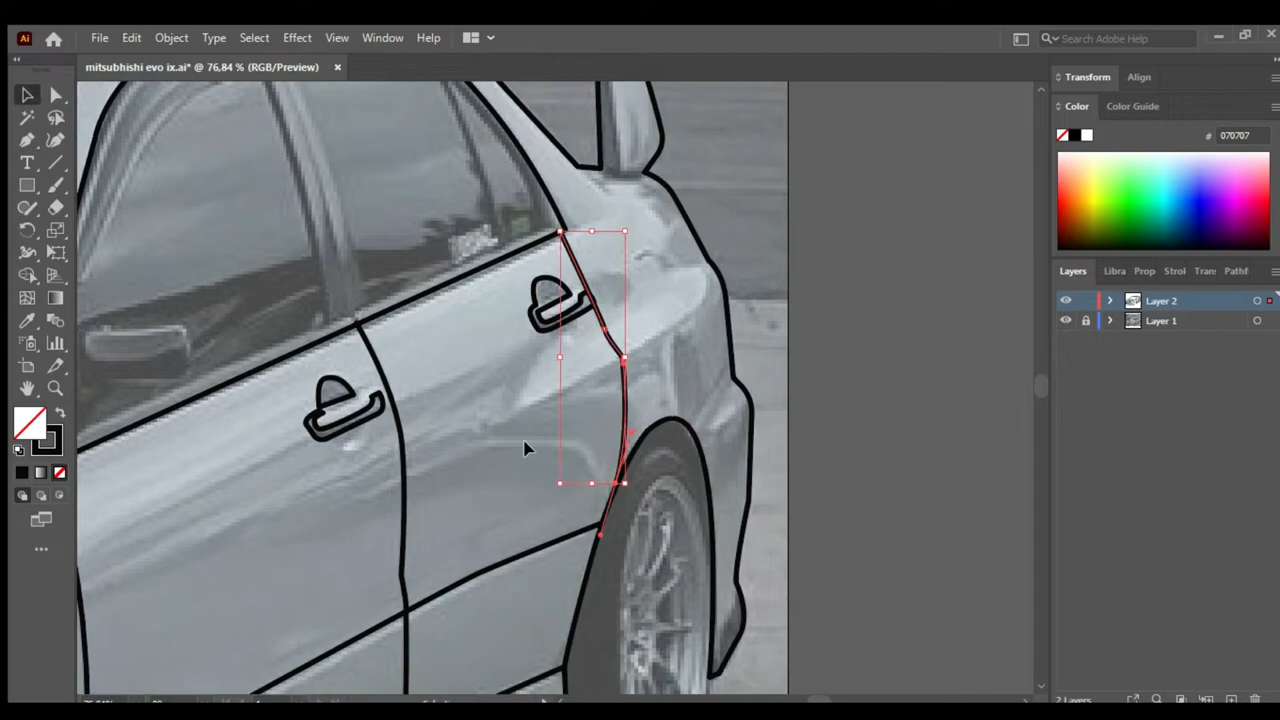 Ai File Edit Object Type Select Effect View Window Help Search Adobe Help
mitsubhishi evo ix.ai* @ 76,84 % (RGB/Preview) ×
Transform Align
Color Color Guide
# 070707
Layers Libra Prop Strol Tran: Pathf
Layer 2
Layer 1
2 Layers